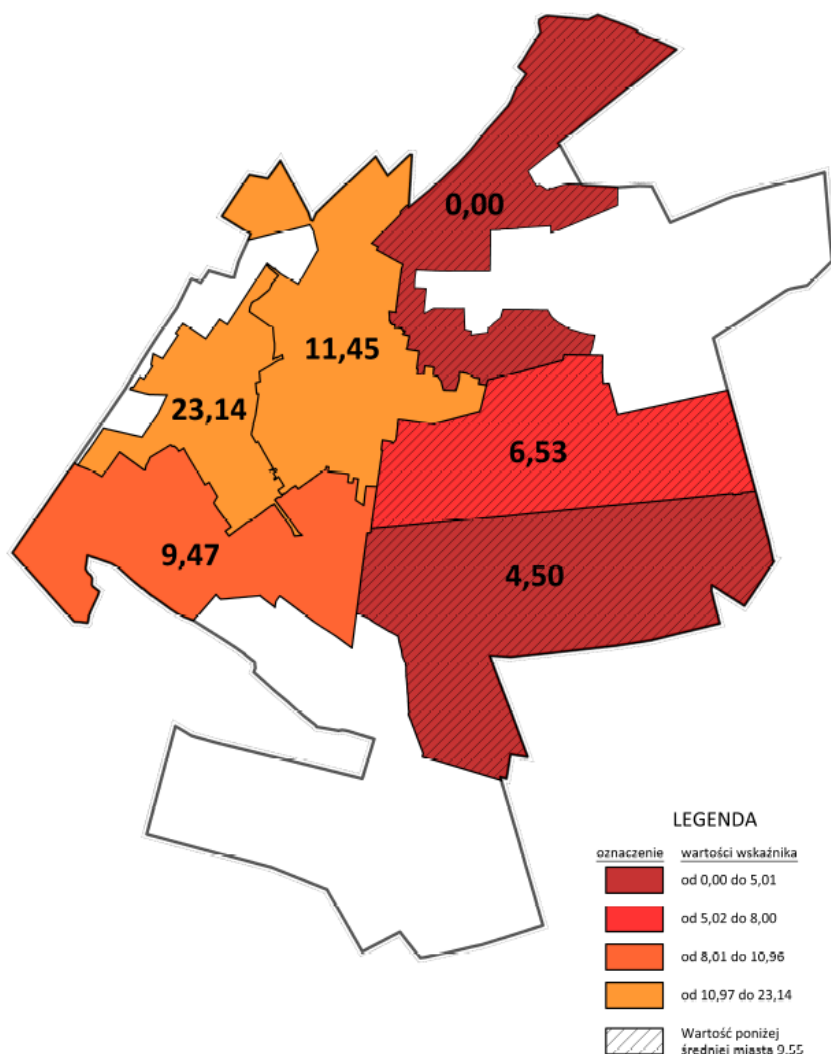 0,00
11,45
23,14
6,53
9,47
4,50
LEGENDA
oznaczenie wartości wskaźnika
od 0,00 do 5,01
od 5,02 do 8,00
od 8,01 do 10,96
od 10,97 do 23,14
Wartość poniżej
średniej miasta 9,55